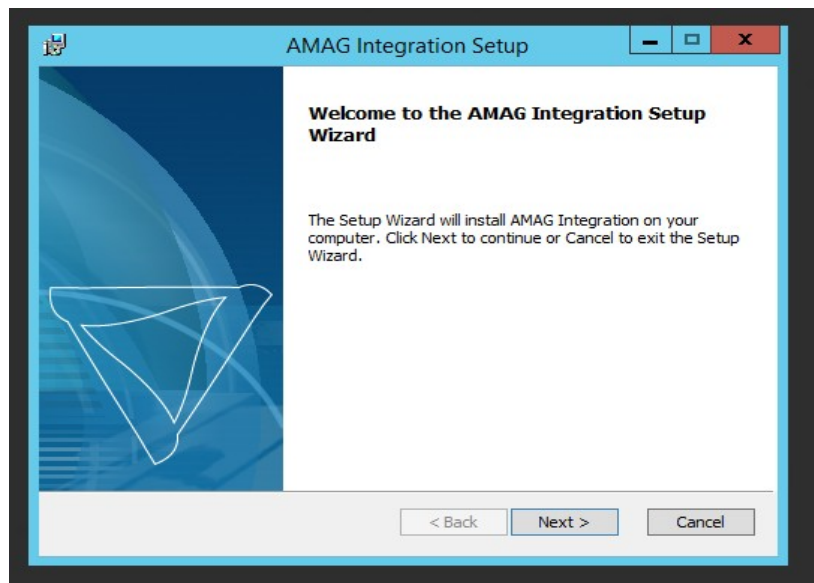 AMAG Integration Setup
Welcome to the AMAG Integration Setup
Wizard
The Setup Wizard will install AMAG Integration on your
computer. Click Next to continue or Cancel to exit the Setup
Wizard.
< Back Next > Cancel